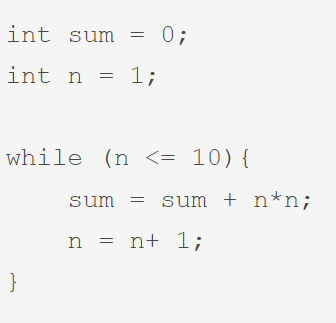 int sum = 0;
int n = 1;

while (n <= 10){
    sum = sum + n*n;
    n = n+ 1;
}